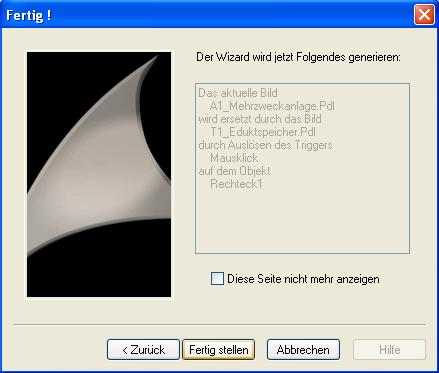 Fertig !
Der Wizard wird jetzt Folgendes generieren:
Das aktuelle Bild
A1_Mehrzweckanlage.Pdl
wird ersetzt durch das Bild
T1_Eduktspeicher.Pdl
durch Auslösen des Triggers
Mausklick
auf dem Objekt
Rechteck1
Diese Seite nicht mehr anzeigen
< Zurück
Fertig stellen
Abbrechen
Hilfe